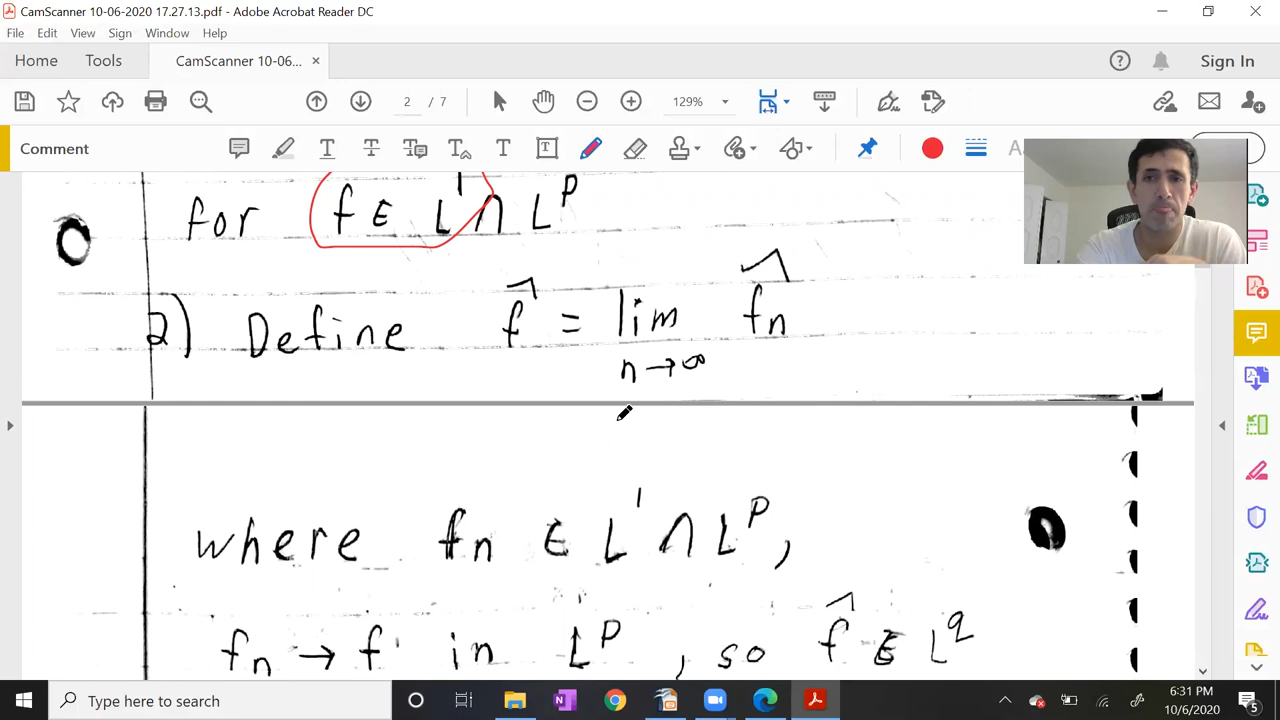 CamScanner 10-06-2020 17.27.13.pdf - Adobe Acrobat Reader DC
File Edit View Sign Window Help
Home Tools CamScanner 10-06... × Sign In
2 / 7 129%
Comment
for f ∈ L¹ ∩ Lᵖ
2) Define f̂ = lim f̂n
n→∞
where fn ∈ L¹ ∩ Lᵖ,
fn → f in Lᵖ, so f̂ ∈ L^q
Type here to search
6:31 PM
10/6/2020
5